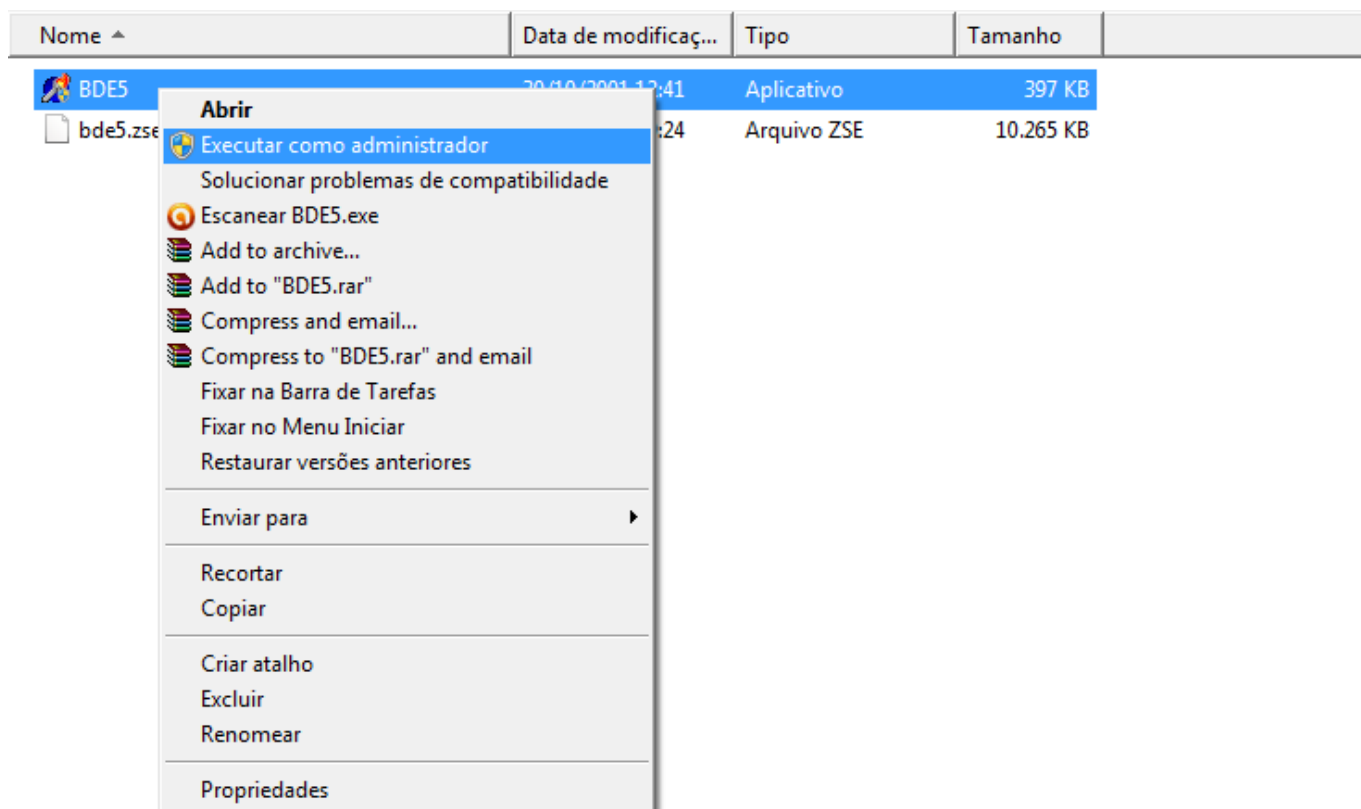 Nome Data de modificaç... Tipo Tamanho
BDE5 :41 Aplicativo 397 KB
bde5.zse :24 Arquivo ZSE 10.265 KB
Abrir
Executar como administrador
Solucionar problemas de compatibilidade
Escanear BDE5.exe
Add to archive...
Add to "BDE5.rar"
Compress and email...
Compress to "BDE5.rar" and email
Fixar na Barra de Tarefas
Fixar no Menu Iniciar
Restaurar versões anteriores
Enviar para
Recortar
Copiar
Criar atalho
Excluir
Renomear
Propriedades